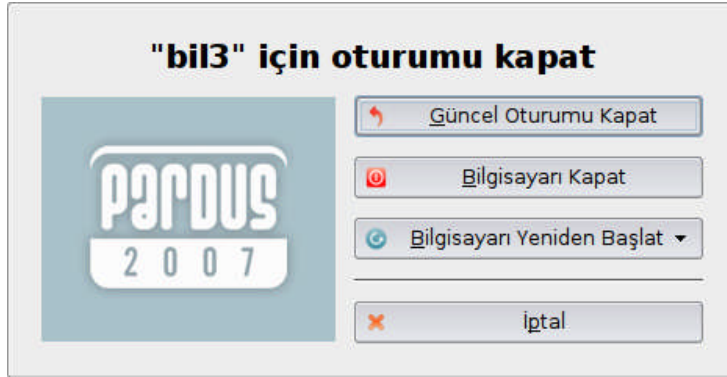 "bil3" için oturumu kapat
PARDUS
2007
Güncel Oturumu Kapat
Bilgisayarı Kapat
Bilgisayarı Yeniden Başlat
İptal